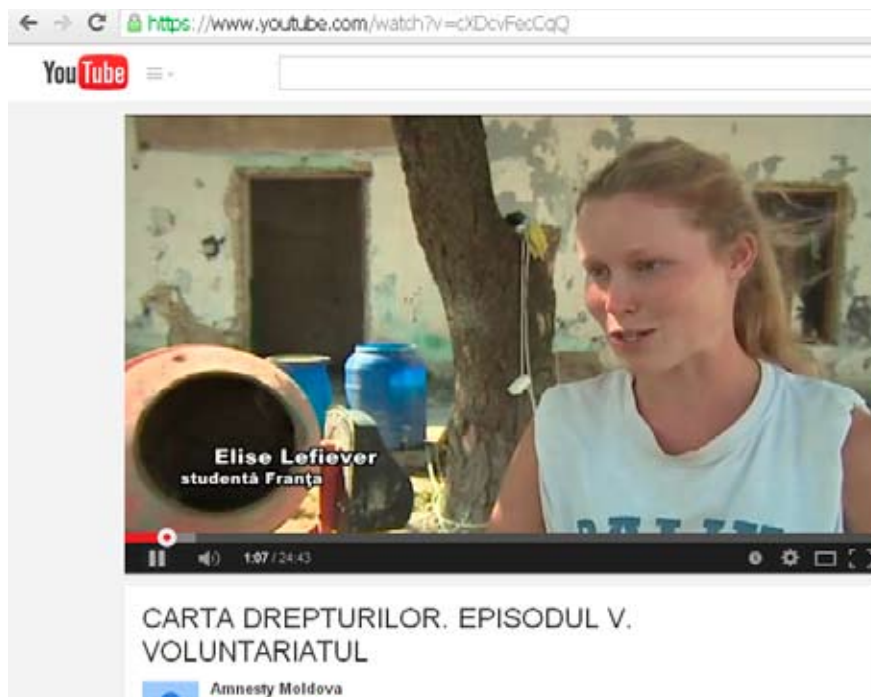 https://www.youtube.com/watch?v=cXDcvFecCqQ
YouTube
Elise Lefiever
studentă Franţa
1:07 / 24:43
CARTA DREPTURILOR. EPISODUL V.
VOLUNTARIATUL
Amnesty Moldova